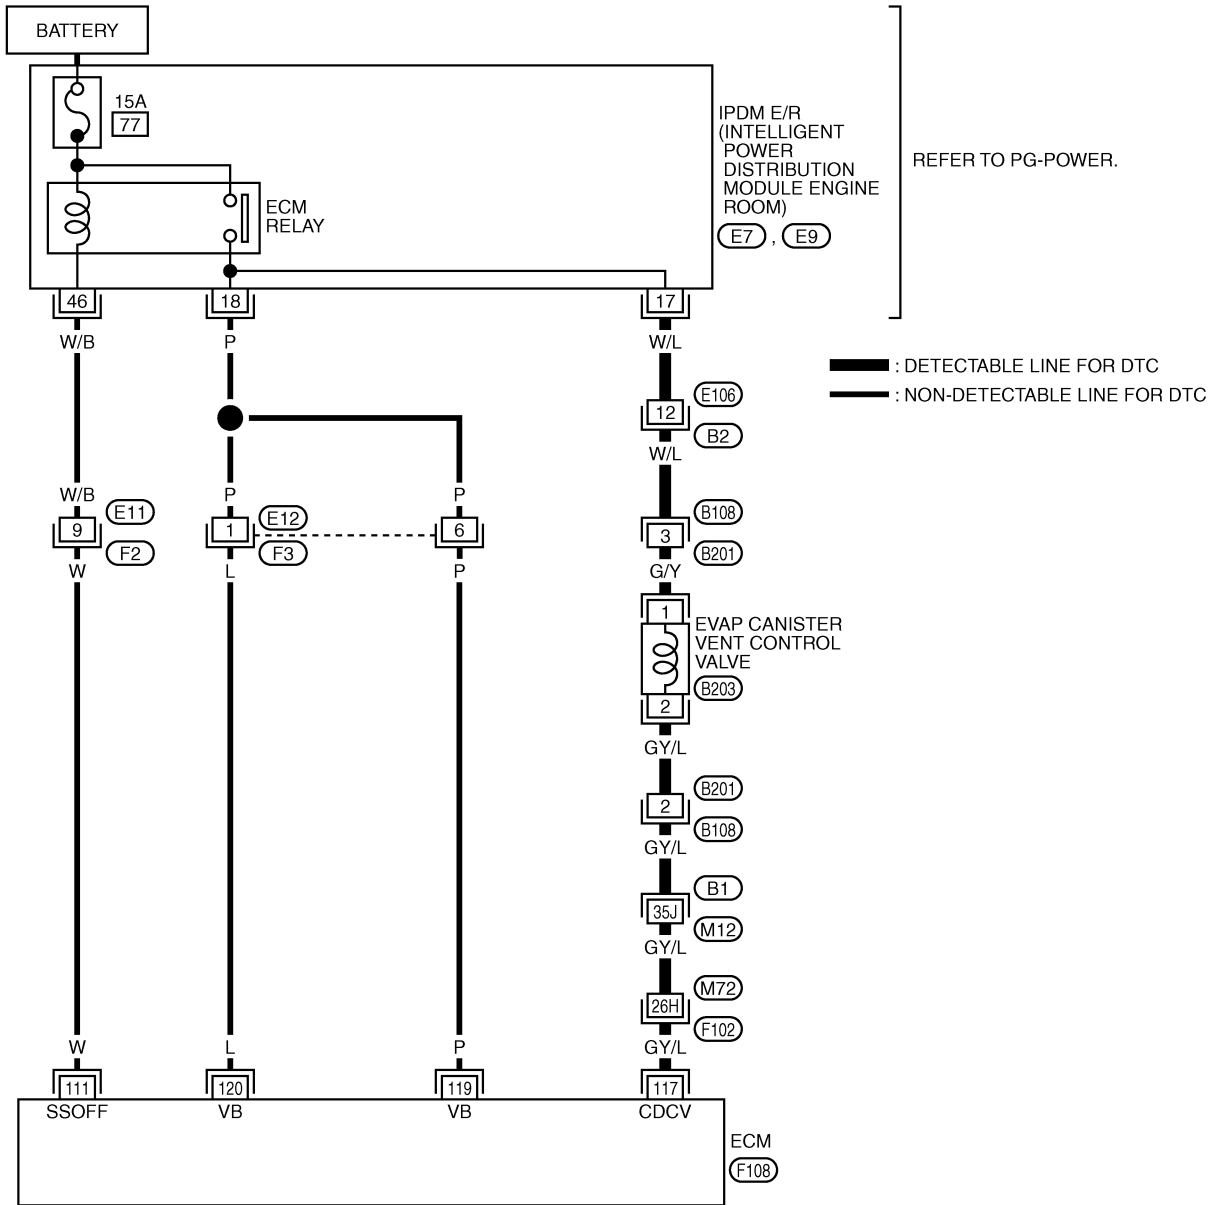 BATTERY
15A
77
IPDM E/R
(INTELLIGENT
POWER
DISTRIBUTION
MODULE ENGINE
ROOM)
E7 , E9
REFER TO PG-POWER.
ECM
RELAY
46 18 17
W/B P W/L
: DETECTABLE LINE FOR DTC
: NON-DETECTABLE LINE FOR DTC
E106
12
B2
W/L
W/B P P
E11 E12 B108
9 1 6 3
F2 F3 B201
W L P G/Y
1
EVAP CANISTER
VENT CONTROL
VALVE
B203
2
GY/L
B201
2
B108
GY/L
B1
35J
M12
GY/L
M72
26H
F102
W L P GY/L
111 120 119 117
SSOFF VB VB CDCV
ECM
F108